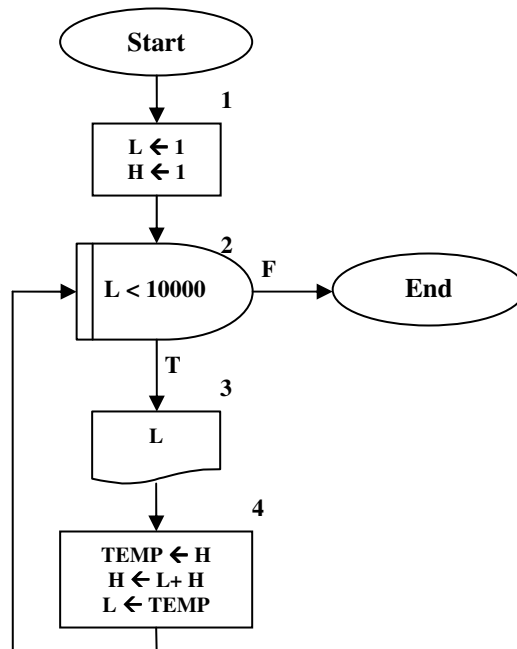 Start
1
L ← 1
H ← 1
2
L < 10000
F
End
T
3
L
4
TEMP ← H
H ← L+ H
L ← TEMP